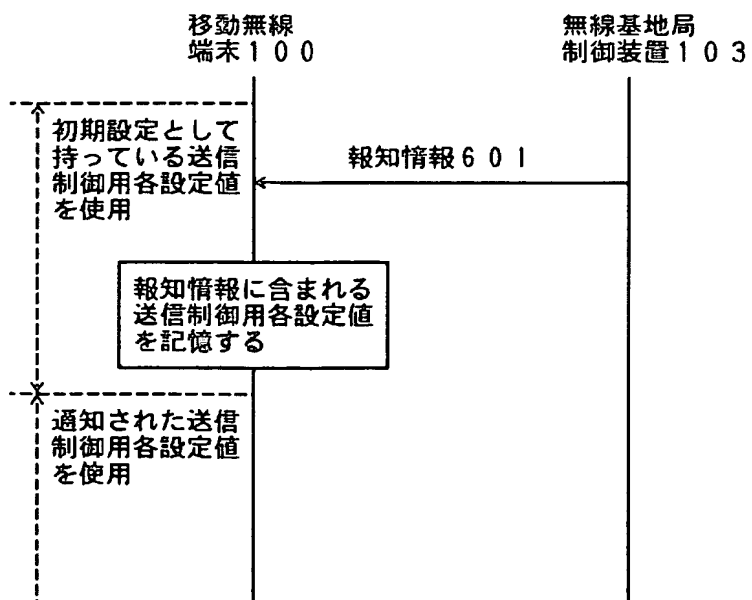 移動無線
端末１００
無線基地局
制御装置１０３
初期設定として
持っている送信
制御用各設定値
を使用
報知情報６０１
報知情報に含まれる
送信制御用各設定値
を記憶する
通知された送信
制御用各設定値
を使用